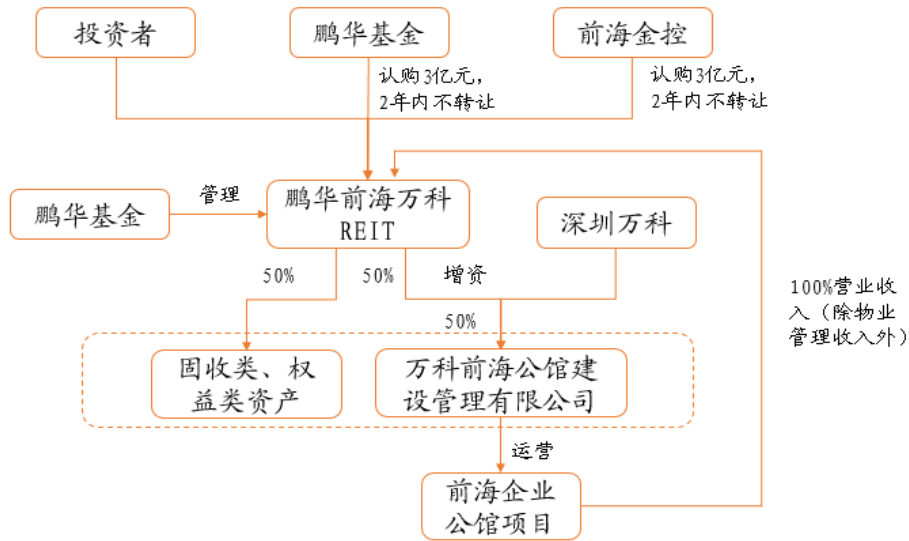 投资者
鹏华基金
前海金控
认购3亿元，
2年内不转让
认购3亿元，
2年内不转让
鹏华基金
管理
鹏华前海万科
REIT
深圳万科
50%
50%
增资
50%
100%营业收
入（除物业
管理收入外）
固收类、权
益类资产
万科前海公馆建
设管理有限公司
运营
前海企业
公馆项目